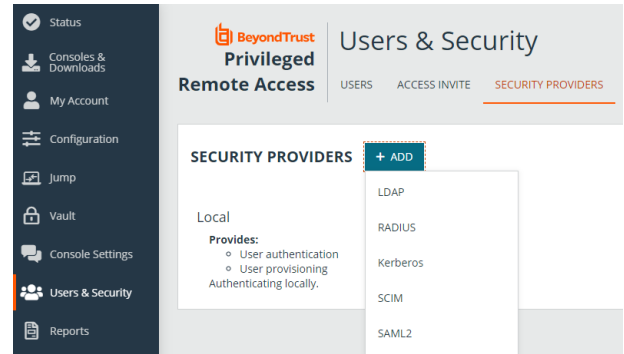 Status
Consoles &
Downloads
My Account
Configuration
Jump
Vault
Console Settings
Users & Security
Reports
BeyondTrust
Privileged
Remote Access
Users & Security
USERS ACCESS INVITE SECURITY PROVIDERS
SECURITY PROVIDERS + ADD
LDAP
RADIUS
Kerberos
SCIM
SAML2
Local
Provides:
User authentication
User provisioning
Authenticating locally.